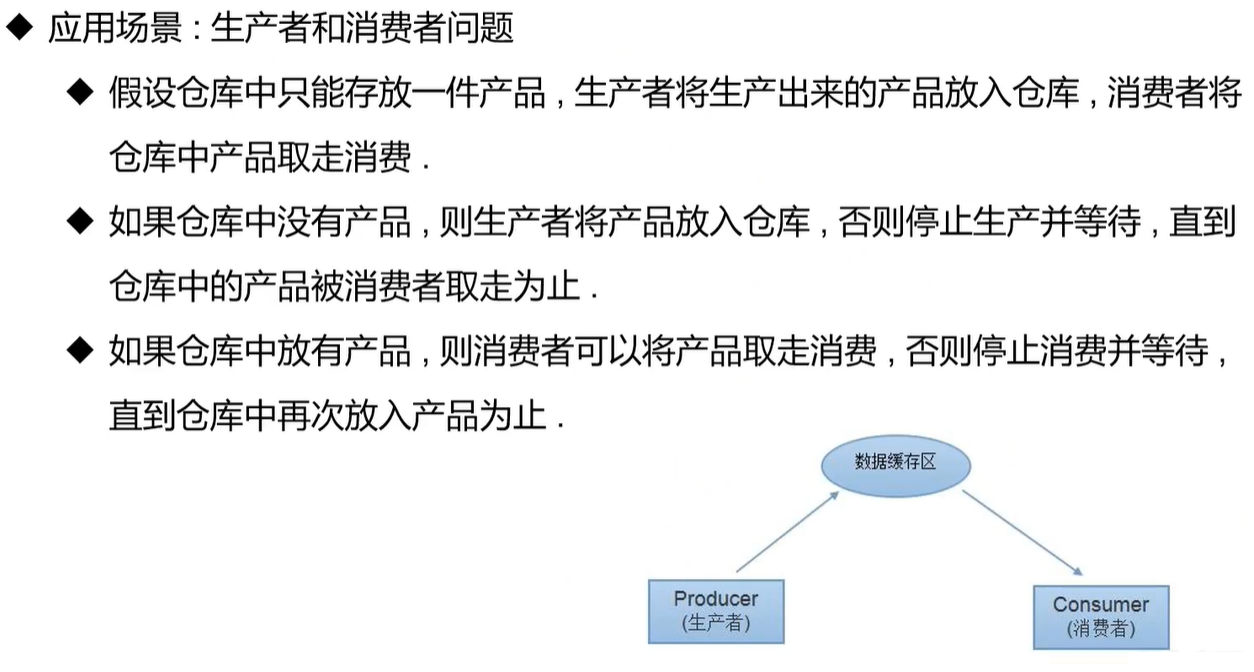 ◆ 应用场景 : 生产者和消费者问题
◆ 假设仓库中只能存放一件产品 , 生产者将生产出来的产品放入仓库 , 消费者将
仓库中产品取走消费 .
◆ 如果仓库中没有产品 , 则生产者将产品放入仓库 , 否则停止生产并等待 , 直到
仓库中的产品被消费者取走为止 .
◆ 如果仓库中放有产品 , 则消费者可以将产品取走消费 , 否则停止消费并等待 ,
直到仓库中再次放入产品为止 .
数据缓存区
Producer
(生产者)
Consumer
(消费者)